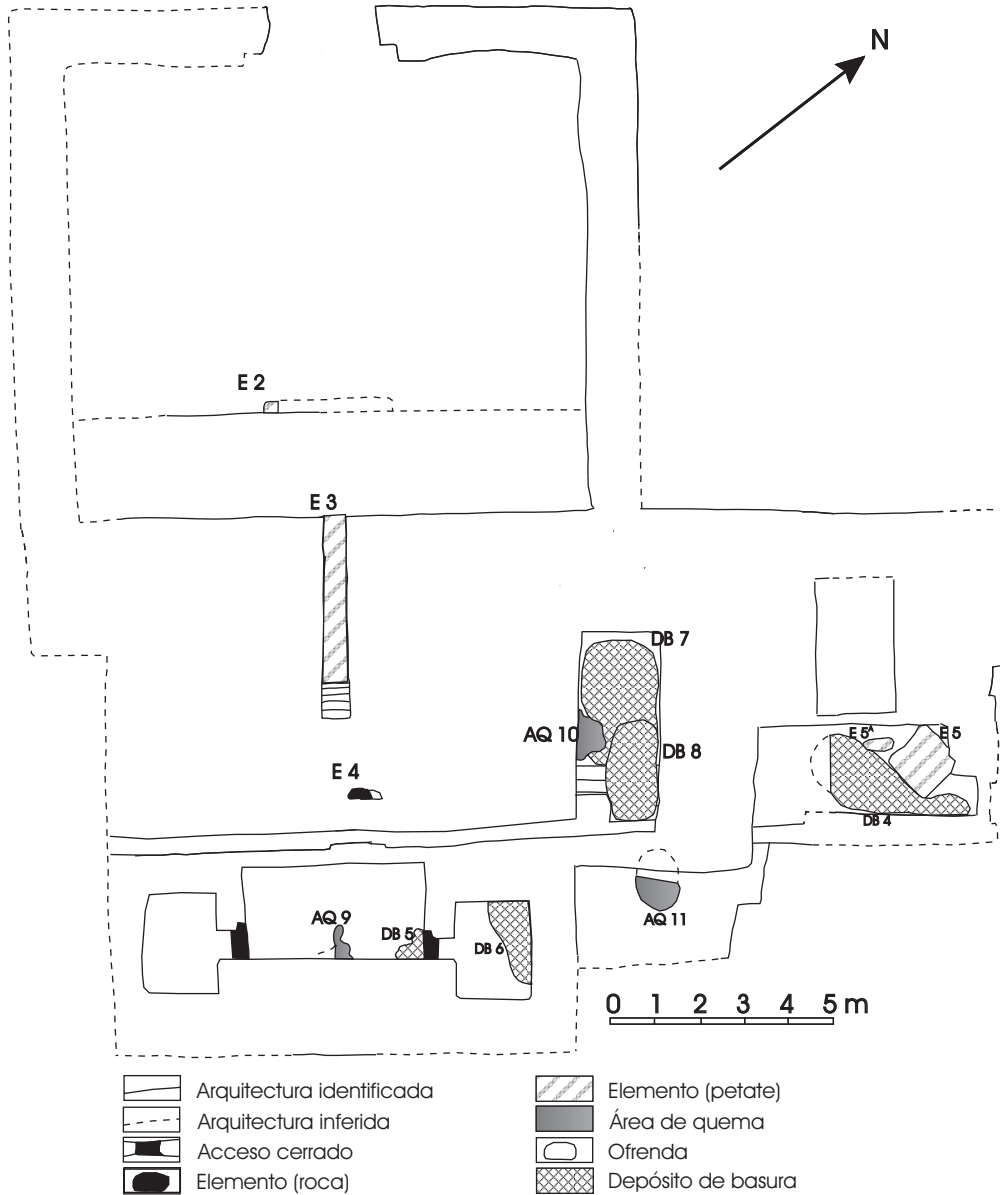 N
E 2
E 3
DB 7
AQ 10
DB 8
E 5A
E 5
E 4
DB 4
AQ 9
DB 5
DB 6
AQ 11
0 1 2 3 4 5 m
Arquitectura identificada
Arquitectura inferida
Acceso cerrado
Elemento (roca)
Elemento (petate)
Área de quema
Ofrenda
Depósito de basura